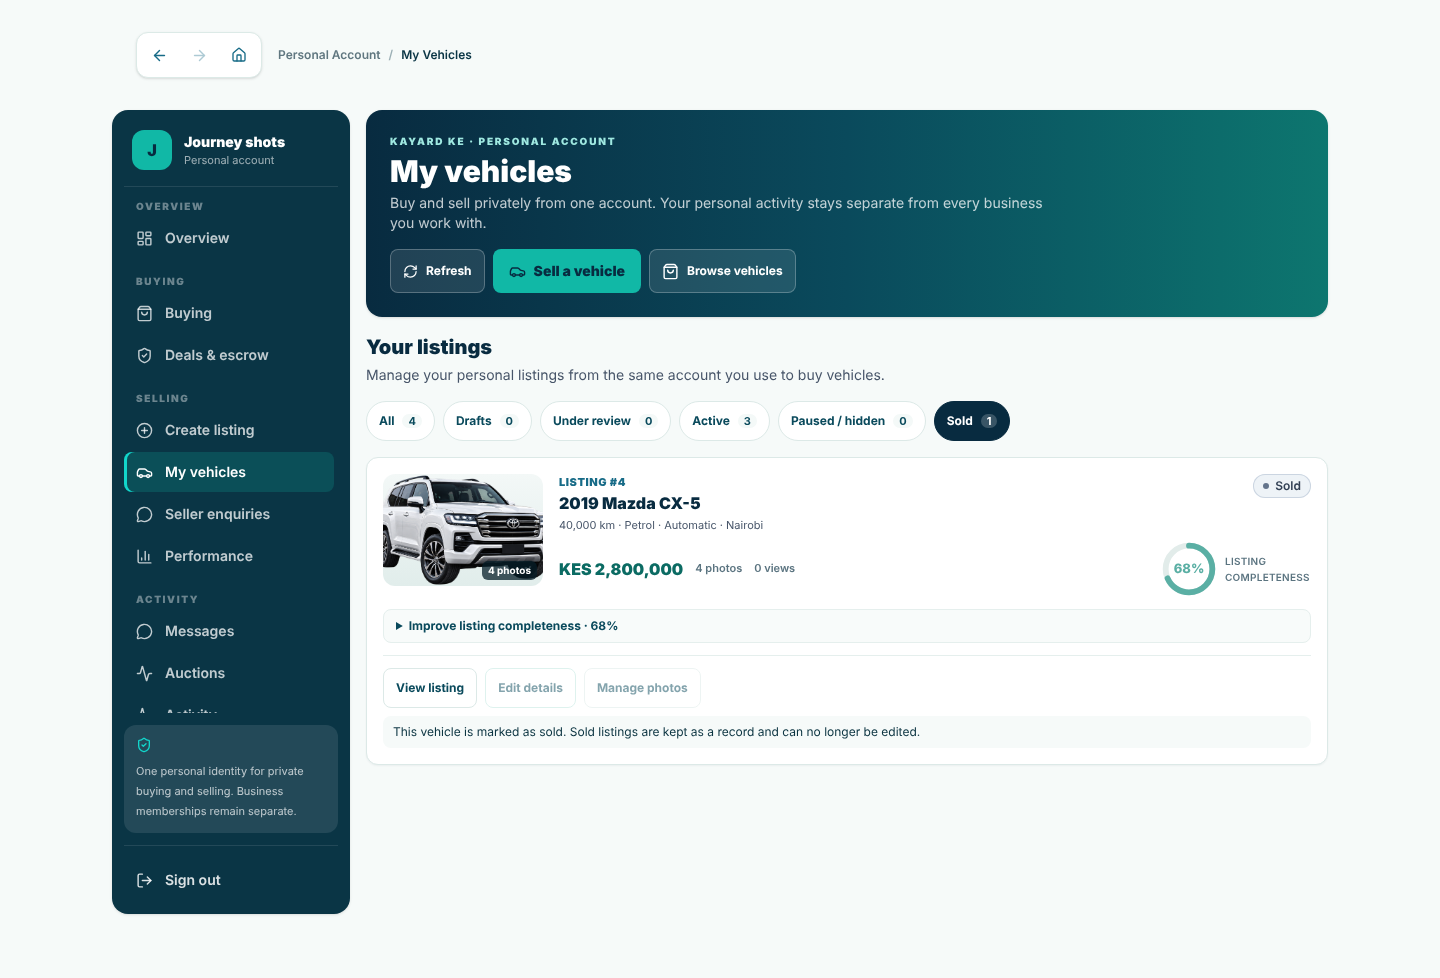 Personal Account / My Vehicles
J
Journey shots
Personal account
OVERVIEW
Overview
BUYING
Buying
Deals & escrow
SELLING
Create listing
My vehicles
Seller enquiries
Performance
ACTIVITY
Messages
Auctions
Activity
One personal identity for private
buying and selling. Business
memberships remain separate.
Sign out
KAYARD KE · PERSONAL ACCOUNT
My vehicles
Buy and sell privately from one account. Your personal activity stays separate from every business
you work with.
Refresh
Sell a vehicle
Browse vehicles
Your listings
Manage your personal listings from the same account you use to buy vehicles.
All 4
Drafts 0
Under review 0
Active 3
Paused / hidden 0
Sold 1
4 photos
LISTING #4
2019 Mazda CX-5
40,000 km · Petrol · Automatic · Nairobi
KES 2,800,000 4 photos 0 views
Sold
68%
LISTING
COMPLETENESS
Improve listing completeness · 68%
View listing
Edit details
Manage photos
This vehicle is marked as sold. Sold listings are kept as a record and can no longer be edited.